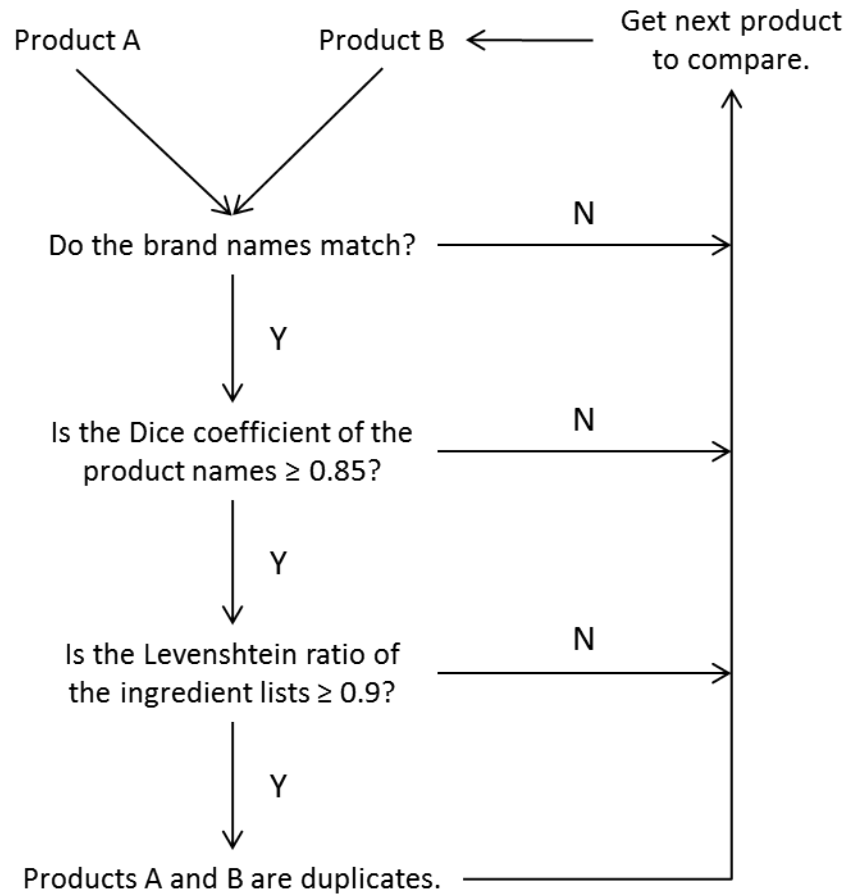 Product A
Product B
Get next product
to compare.
Do the brand names match?
N
Y
Is the Dice coefficient of the
product names ≥ 0.85?
N
Y
Is the Levenshtein ratio of
the ingredient lists ≥ 0.9?
N
Y
Products A and B are duplicates.